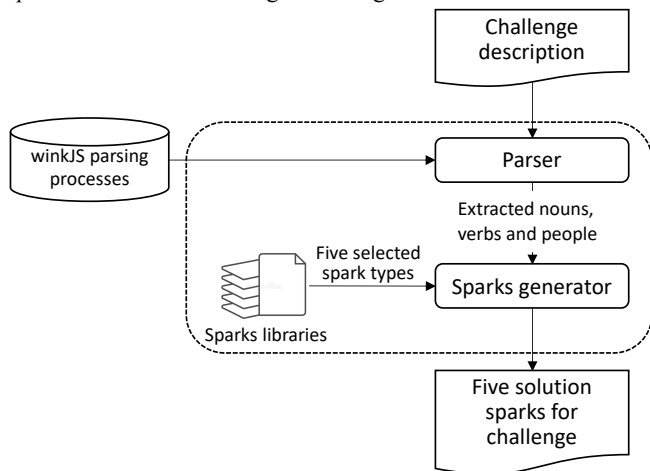 Challenge
description
winkJS parsing
processes
Parser
Extracted nouns,
verbs and people
Five selected
spark types
Sparks generator
Sparks libraries
Five solution
sparks for
challenge